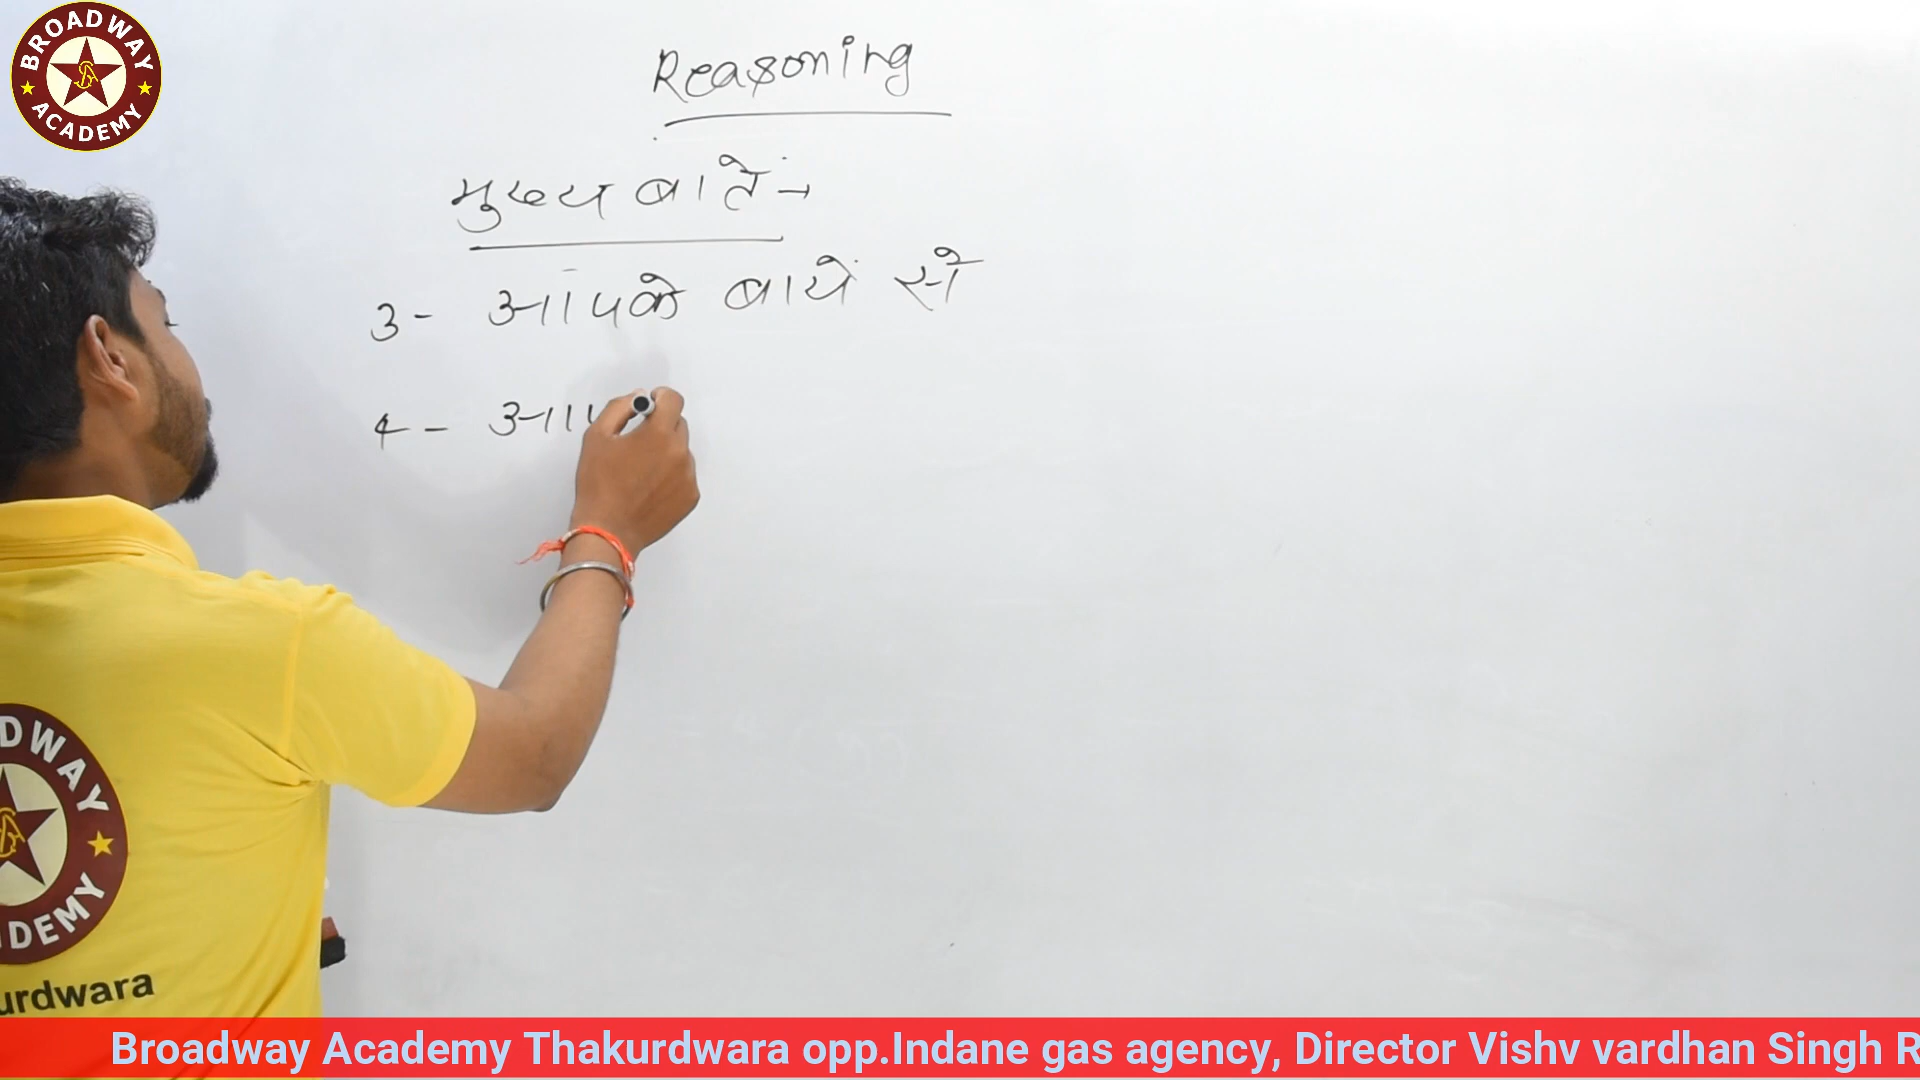 BROADWAY ACADEMY
Reasoning
मुख्य बातें →
3- आपके बायें से
4- आप
DWAY
DEMY
urdwara
Broadway Academy Thakurdwara opp.Indane gas agency, Director Vishv vardhan Singh R